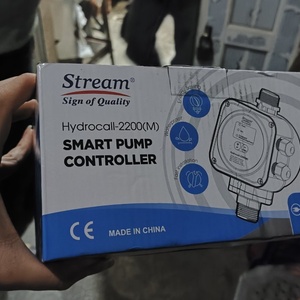 Stream®
Sign of Quality
Hydrocall-2200(M)
SMART PUMP
CONTROLLER
CE
MADE IN CHINA